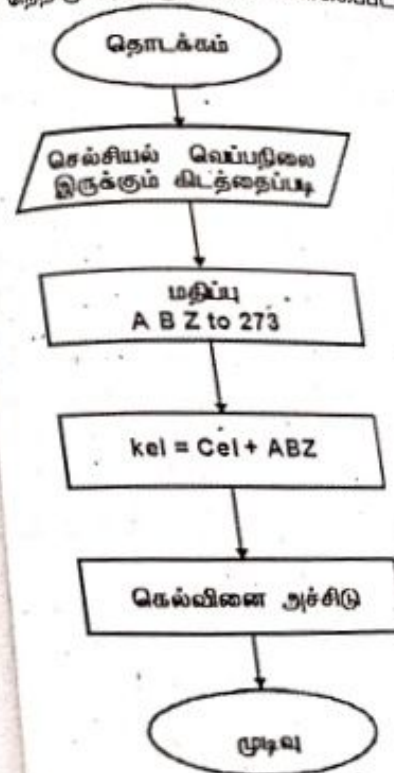 தொடக்கம்
செல்சியல் வெப்பநிலை
இருக்கும் கிடத்தைப்படி
மதிப்பு
A B Z to 273
kel = Cel + ABZ
கெல்வினை அச்சிடு
முடிவு